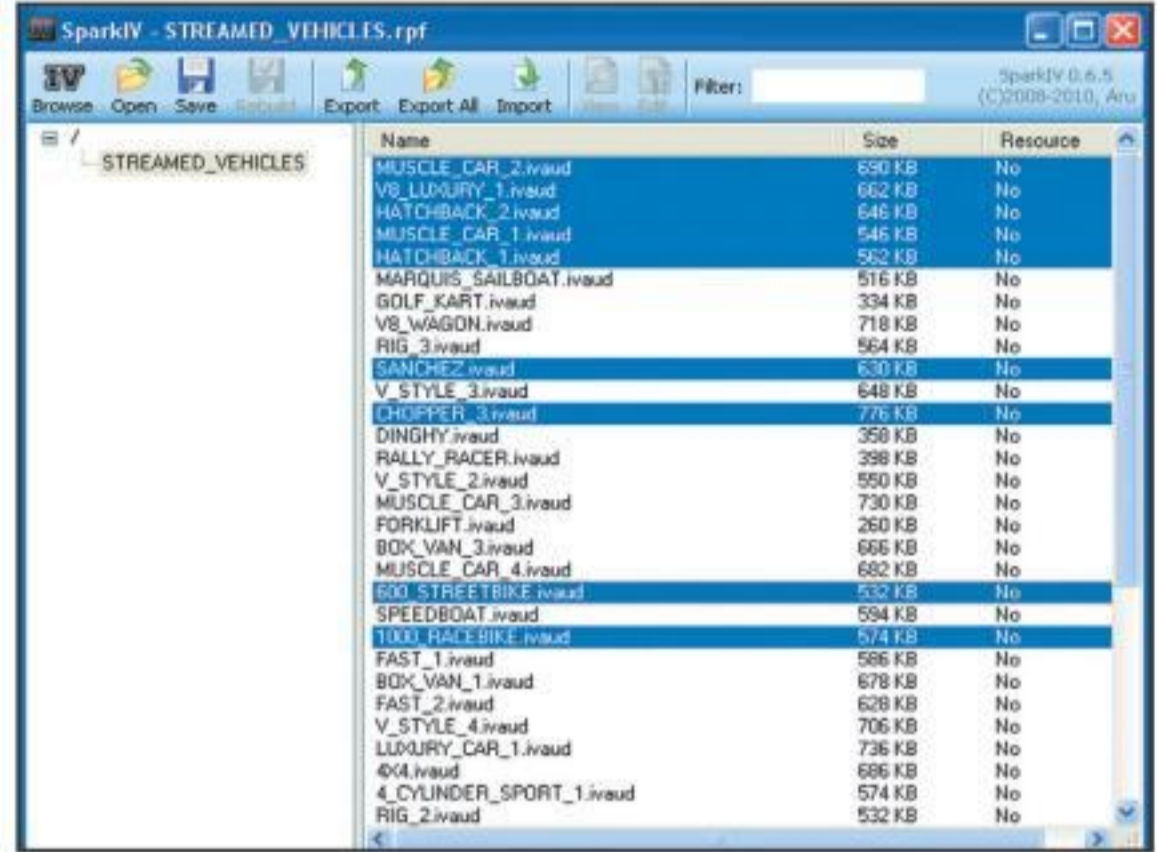 SparkIV - STREAMED_VEHICLES.rpf
IV
Browse Open Save Rebuild Export Export All Import View Edit Filter:
SparkIV 0.6.5
(C)2008-2010, Aru
/
STREAMED_VEHICLES
Name Size Resource
MUSCLE_CAR_2.ivaud 690 KB No
V8_LUXURY_1.ivaud 662 KB No
HATCHBACK_2.ivaud 646 KB No
MUSCLE_CAR_1.ivaud 546 KB No
HATCHBACK_1.ivaud 562 KB No
MARQUIS_SAILBOAT.ivaud 516 KB No
GOLF_KART.ivaud 334 KB No
V8_WAGON.ivaud 718 KB No
RIG_3.ivaud 564 KB No
SANCHEZ.ivaud 630 KB No
V_STYLE_3.ivaud 648 KB No
CHOPPER_3.ivaud 776 KB No
DINGHY.ivaud 358 KB No
RALLY_RACER.ivaud 398 KB No
V_STYLE_2.ivaud 550 KB No
MUSCLE_CAR_3.ivaud 730 KB No
FORKLIFT.ivaud 260 KB No
BOX_VAN_3.ivaud 666 KB No
MUSCLE_CAR_4.ivaud 682 KB No
600_STREETBIKE.ivaud 532 KB No
SPEEDBOAT.ivaud 594 KB No
1000_RACEBIKE.ivaud 574 KB No
FAST_1.ivaud 586 KB No
BOX_VAN_1.ivaud 678 KB No
FAST_2.ivaud 628 KB No
V_STYLE_4.ivaud 706 KB No
LUXURY_CAR_1.ivaud 736 KB No
4X4.ivaud 686 KB No
4_CYLINDER_SPORT_1.ivaud 574 KB No
RIG_2.ivaud 532 KB No